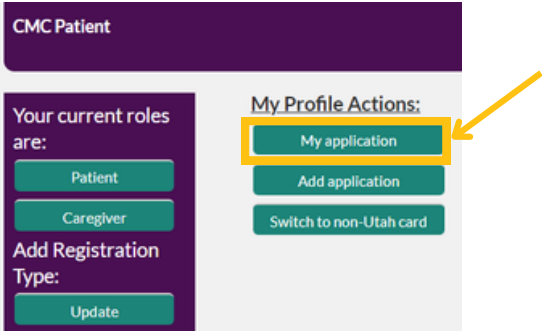 CMC Patient
Your current roles
are:
Patient
Caregiver
Add Registration
Type:
Update
My Profile Actions:
My application
Add application
Switch to non-Utah card